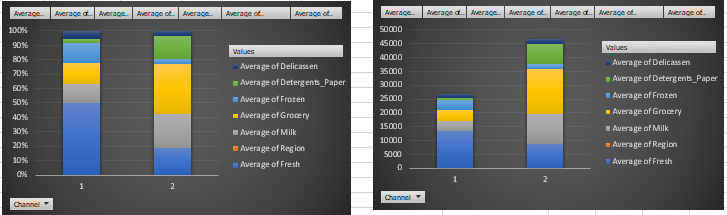 Average... Average of... Average of... Average of... Average of... Average of... Average of..
100%
90%
80%
70%
60%
50%
40%
30%
20%
10%
0%
1 2
Values
Average of Delicassen
Average of Detergents_Paper
Average of Frozen
Average of Grocery
Average of Milk
Average of Region
Average of Fresh
Channel
Average... Average of... Average of... Average of... Average of... Average of... Average of..
50000
45000
40000
35000
30000
25000
20000
15000
10000
5000
0
1 2
Values
Average of Delicassen
Average of Detergents_Paper
Average of Frozen
Average of Grocery
Average of Milk
Average of Region
Average of Fresh
Channel